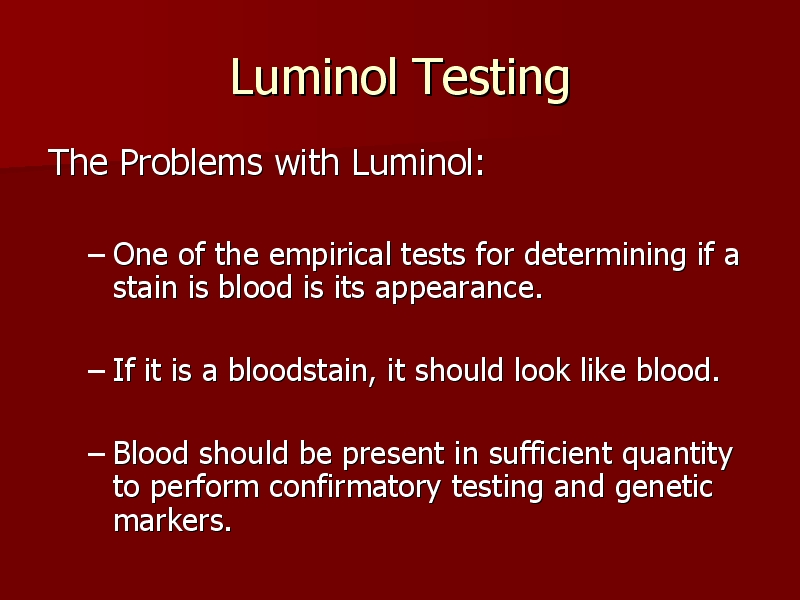 Luminol Testing
The Problems with Luminol:
– One of the empirical tests for determining if a
stain is blood is its appearance.
– If it is a bloodstain, it should look like blood.
– Blood should be present in sufficient quantity
to perform confirmatory testing and genetic
markers.